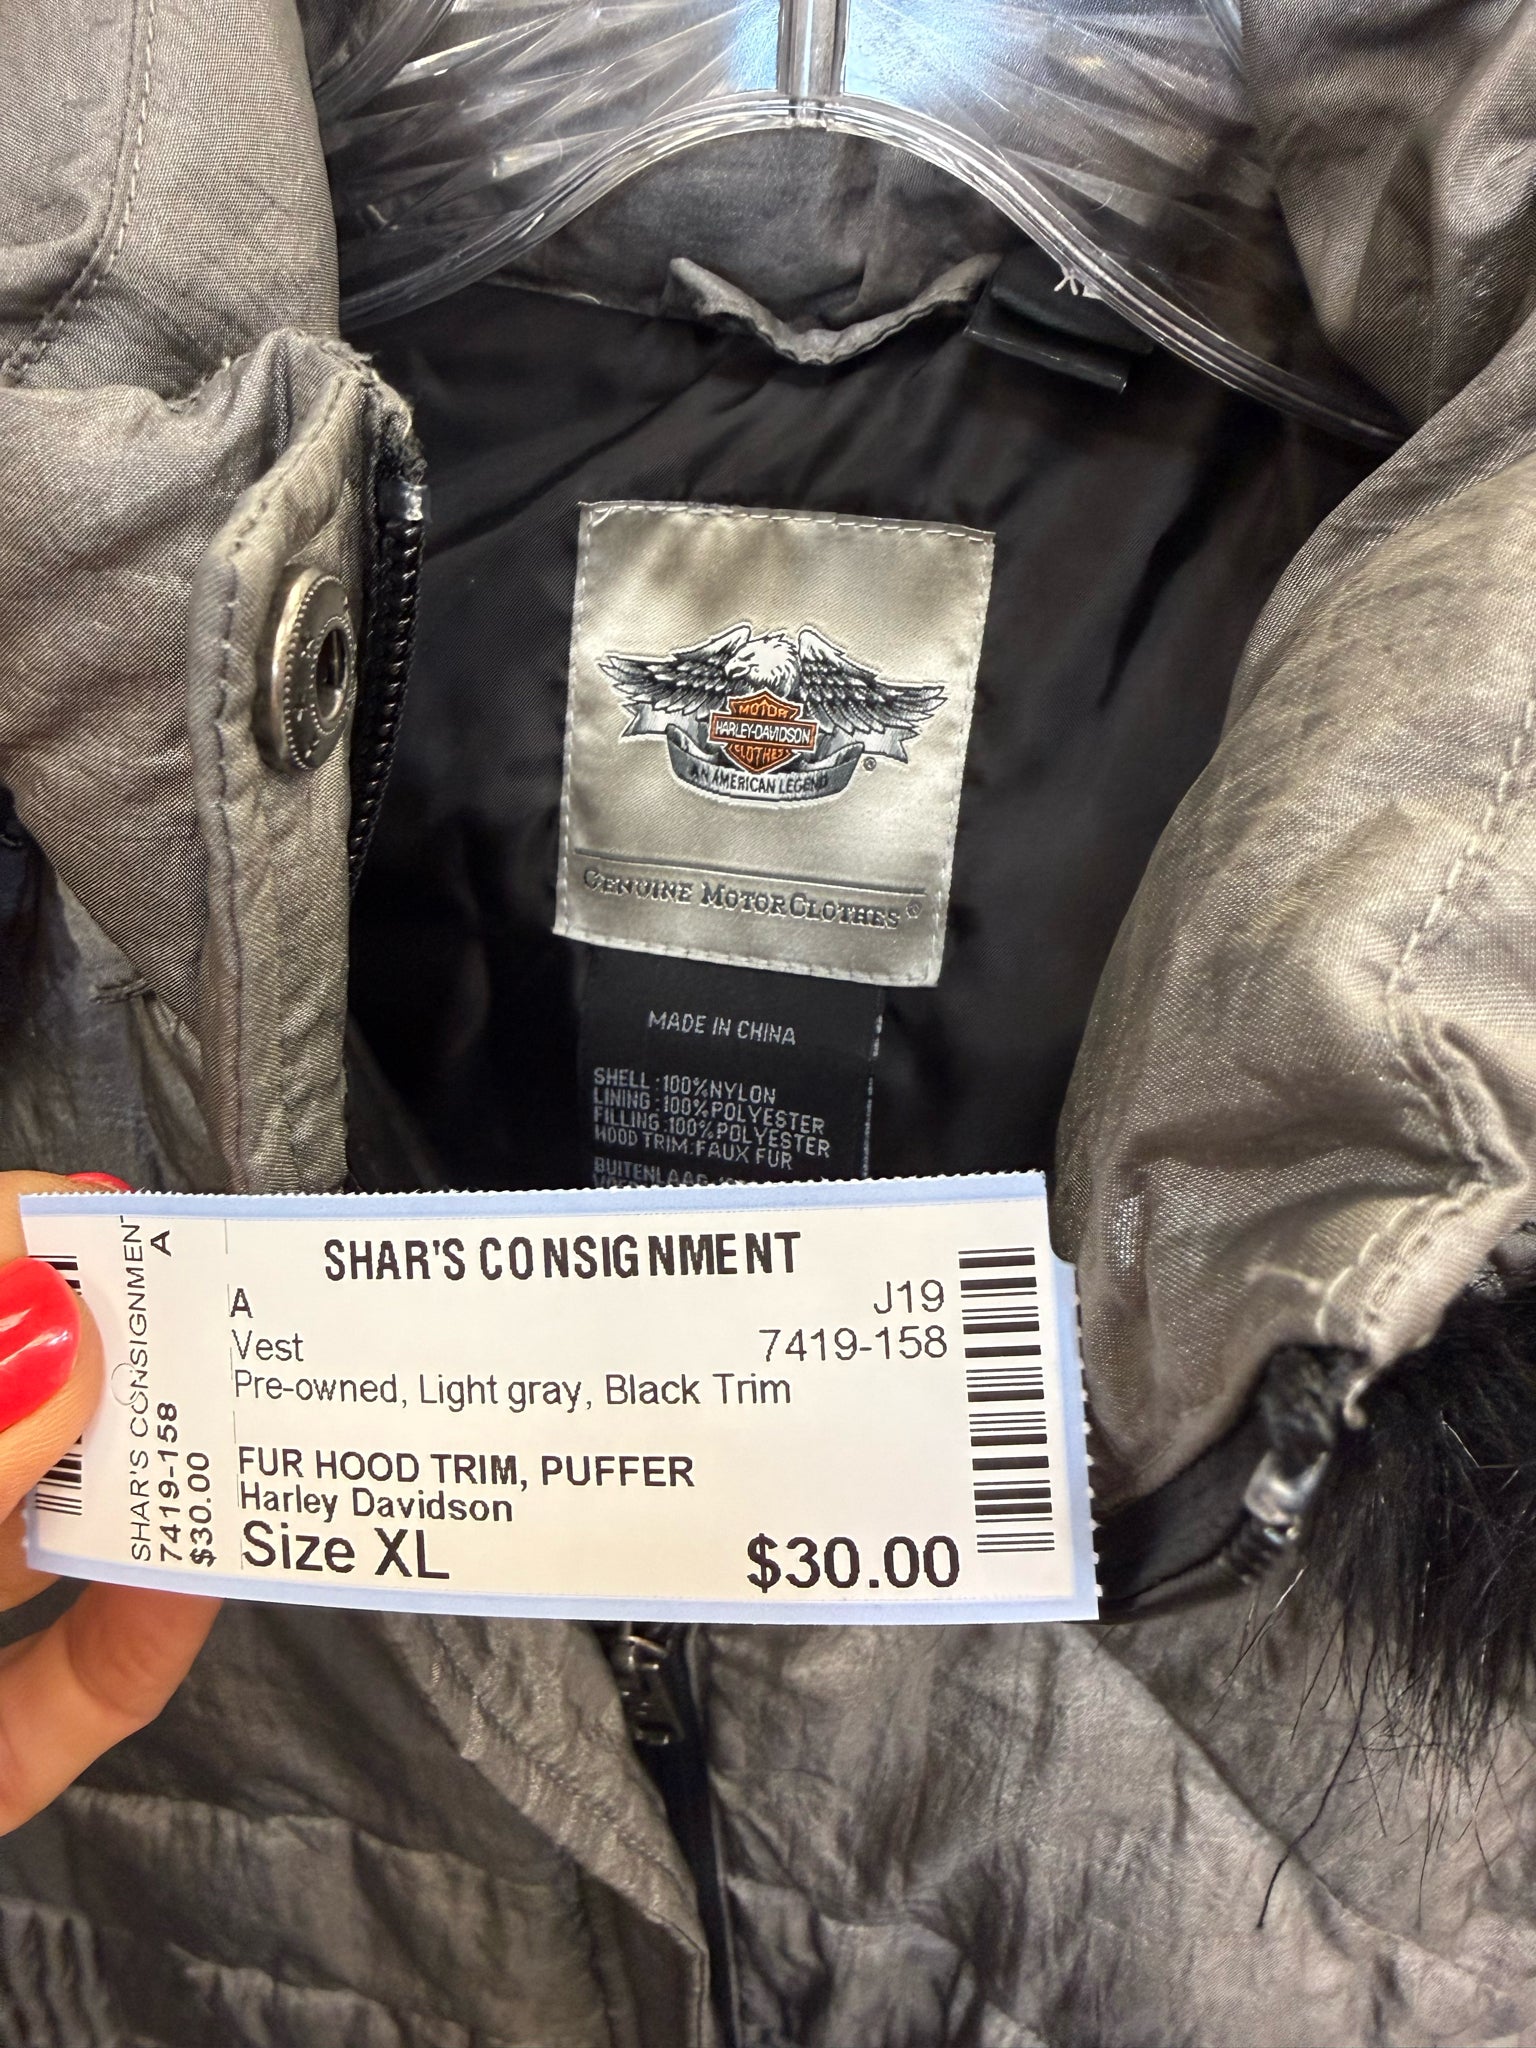 XL
MOTOR
HARLEY-DAVIDSON
CLOTHES
AN AMERICAN LEGEND
®
GENUINE MOTORCLOTHES®
MADE IN CHINA
SHELL:100%NYLON
LINING:100%POLYESTER
FILLING:100%POLYESTER
HOOD TRIM:FAUX FUR
SHAR'S CONSIGNMENT
A
J19
Vest
7419-158
Pre-owned, Light gray, Black Trim
FUR HOOD TRIM, PUFFER
Harley Davidson
Size XL
$30.00
SHAR'S CONSIGNMENT
A
7419-158
$30.00